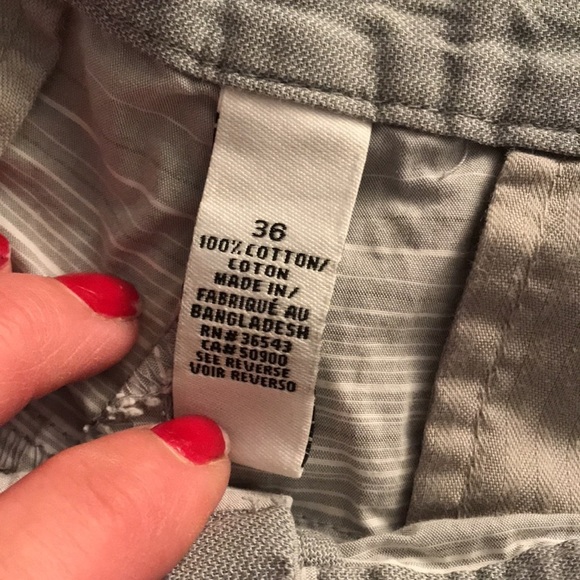 36
100% COTTON/
COTON
MADE IN/
FABRIQUÉ AU
BANGLADESH
RN# 36543
CA# 50900
SEE REVERSE
VOIR REVERSO